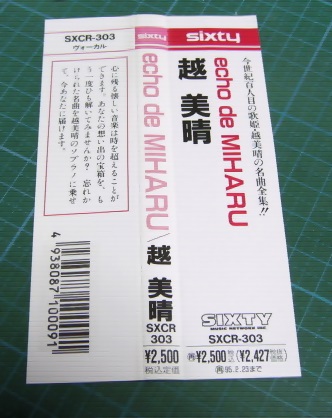 SXCR-303
ヴォーカル
心に残る懐しい音楽は時を超えることが
できます。あなたの想い出の宝箱を、も
う一度ひも解いてみませんか？ 忘れか
けられた名曲を越美晴のソプラノに乗せ
て、今あなたに届けます。
4 938087 100091
sixty
echo de MIHARU／越 美晴
SXCR
303
¥2,500
税込定価
sixty
今世紀百人目の歌姫・越美晴の名曲全集!!
echo de MIHARU
越 美晴
SIXTY
MUSIC NETWORK INC.
SXCR-303
¥2,500 (¥2,427)
95.2.23まで